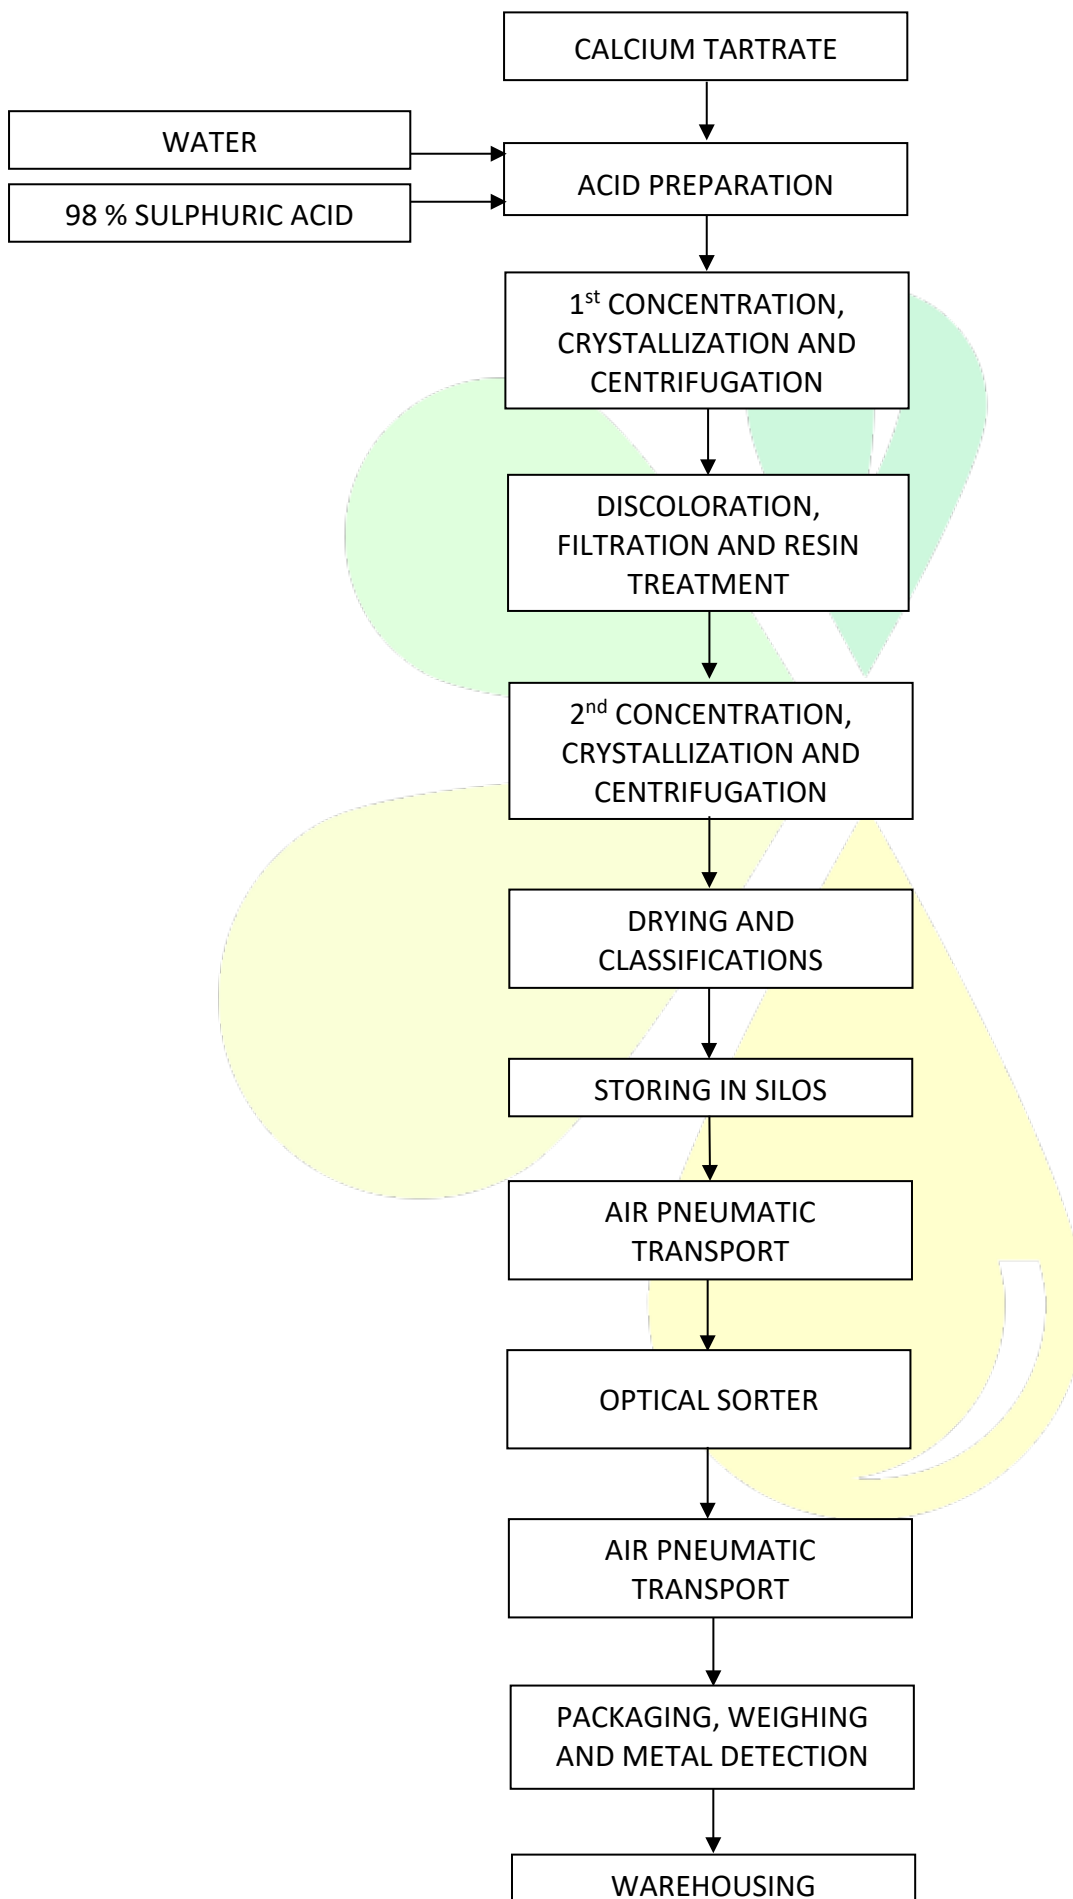 CALCIUM TARTRATE
WATER
ACID PREPARATION
98 % SULPHURIC ACID
1st CONCENTRATION,
CRYSTALLIZATION AND
CENTRIFUGATION
DISCOLORATION,
FILTRATION AND RESIN
TREATMENT
2nd CONCENTRATION,
CRYSTALLIZATION AND
CENTRIFUGATION
DRYING AND
CLASSIFICATIONS
STORING IN SILOS
AIR PNEUMATIC
TRANSPORT
OPTICAL SORTER
AIR PNEUMATIC
TRANSPORT
PACKAGING, WEIGHING
AND METAL DETECTION
WAREHOUSING